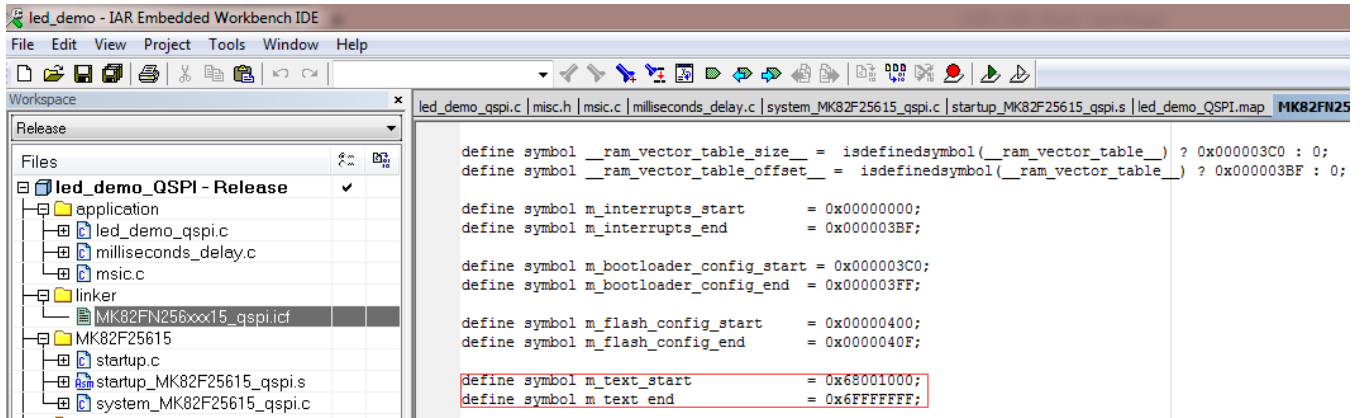 led_demo - IAR Embedded Workbench IDE
File Edit View Project Tools Window Help
Workspace
led_demo_qspi.c | misc.h | msic.c | milliseconds_delay.c | system_MK82F25615_qspi.c | startup_MK82F25615_qspi.s | led_demo_QSPI.map MK82FN25
Release
Files
led_demo_QSPI - Release
application
led_demo_qspi.c
milliseconds_delay.c
msic.c
linker
MK82FN256xxx15_qspi.icf
MK82F25615
startup.c
startup_MK82F25615_qspi.s
system_MK82F25615_qspi.c
define symbol __ram_vector_table_size__ = isdefinedsymbol(__ram_vector_table__) ? 0x000003C0 : 0;
define symbol __ram_vector_table_offset__ = isdefinedsymbol(__ram_vector_table__) ? 0x000003BF : 0;
define symbol m_interrupts_start = 0x00000000;
define symbol m_interrupts_end = 0x000003BF;
define symbol m_bootloader_config_start = 0x000003C0;
define symbol m_bootloader_config_end = 0x000003FF;
define symbol m_flash_config_start = 0x00000400;
define symbol m_flash_config_end = 0x0000040F;
define symbol m_text_start = 0x68001000;
define symbol m_text_end = 0x6FFFFFFF;